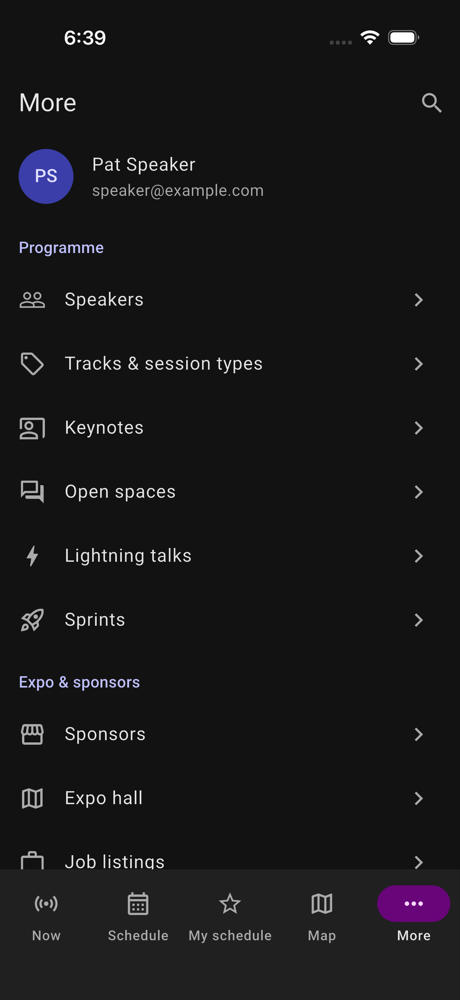 6:39
More
PS
Pat Speaker
speaker@example.com
Programme
Speakers
Tracks & session types
Keynotes
Open spaces
Lightning talks
Sprints
Expo & sponsors
Sponsors
Expo hall
Job listings
Now
Schedule
My schedule
Map
More